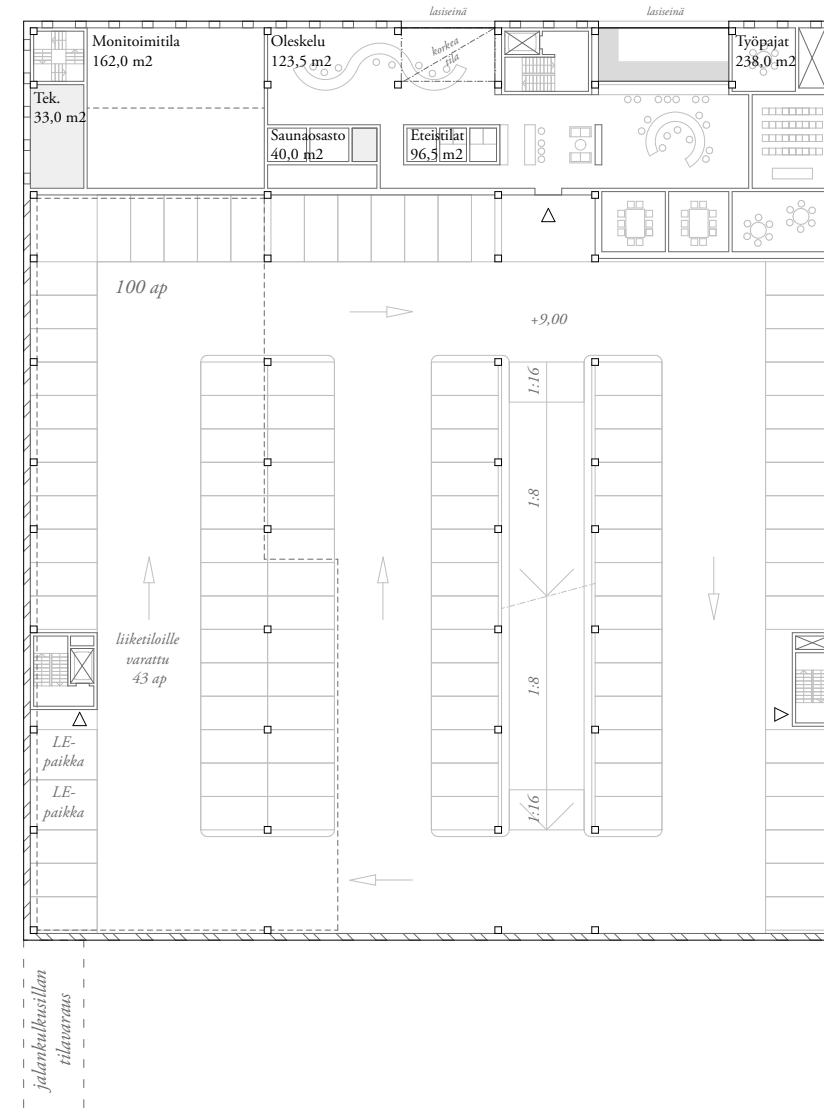 lasiseinä
lasiseinä
Monitoimitila
162,0 m2
Oleskelu
123,5 m2
korkea
tila
Työpajat
238,0 m2
Tek.
33,0 m2
Saunaosasto
40,0 m2
Eteistilat
96,5 m2
100 ap
+9,00
1:16
1:8
liiketiloille
varattu
43 ap
1:8
LE-
paikka
LE-
paikka
1:16
jalankulkusillan
tilavaraus